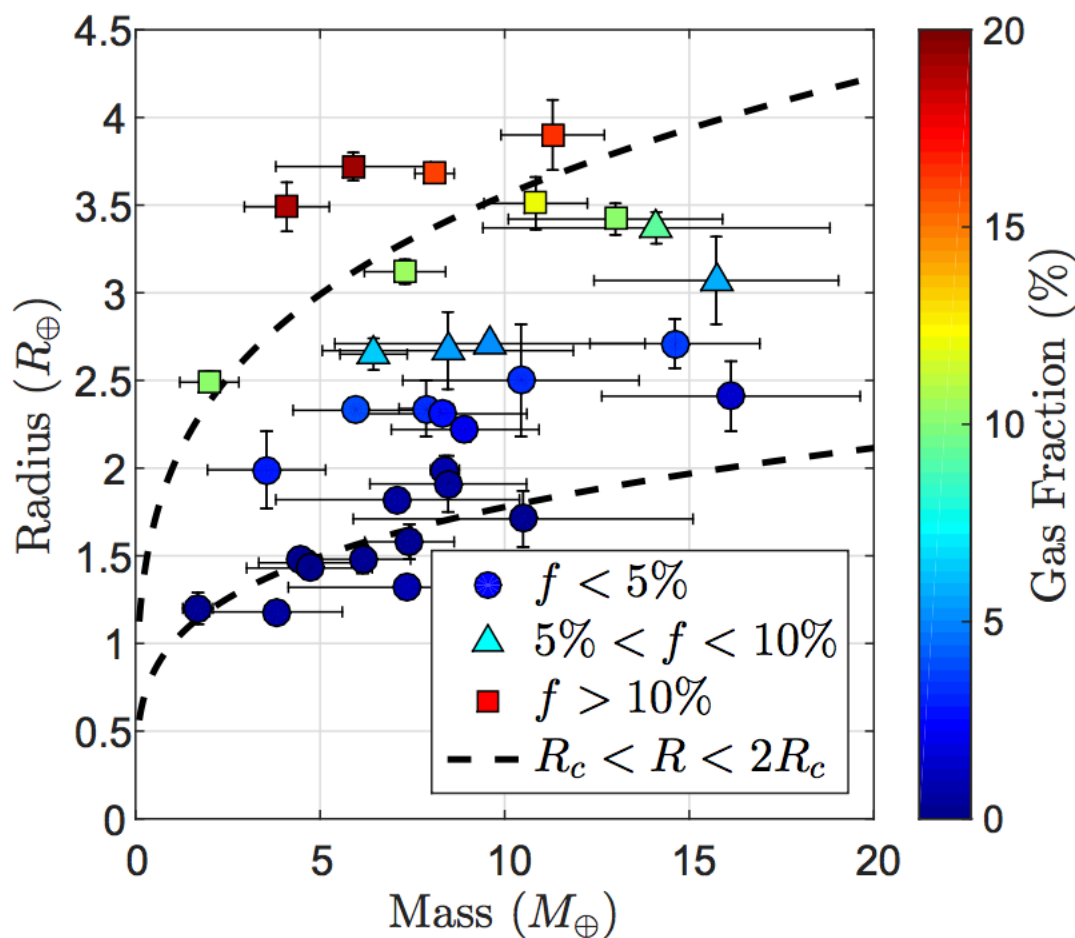 4.5
4
3.5
3
2.5
2
1.5
1
0.5
0
Radius (R⊕)
0 5 10 15 20
Mass (M⊕)
f < 5%
5% < f < 10%
f > 10%
R_c < R < 2R_c
20
15
10
5
0
Gas Fraction (%)